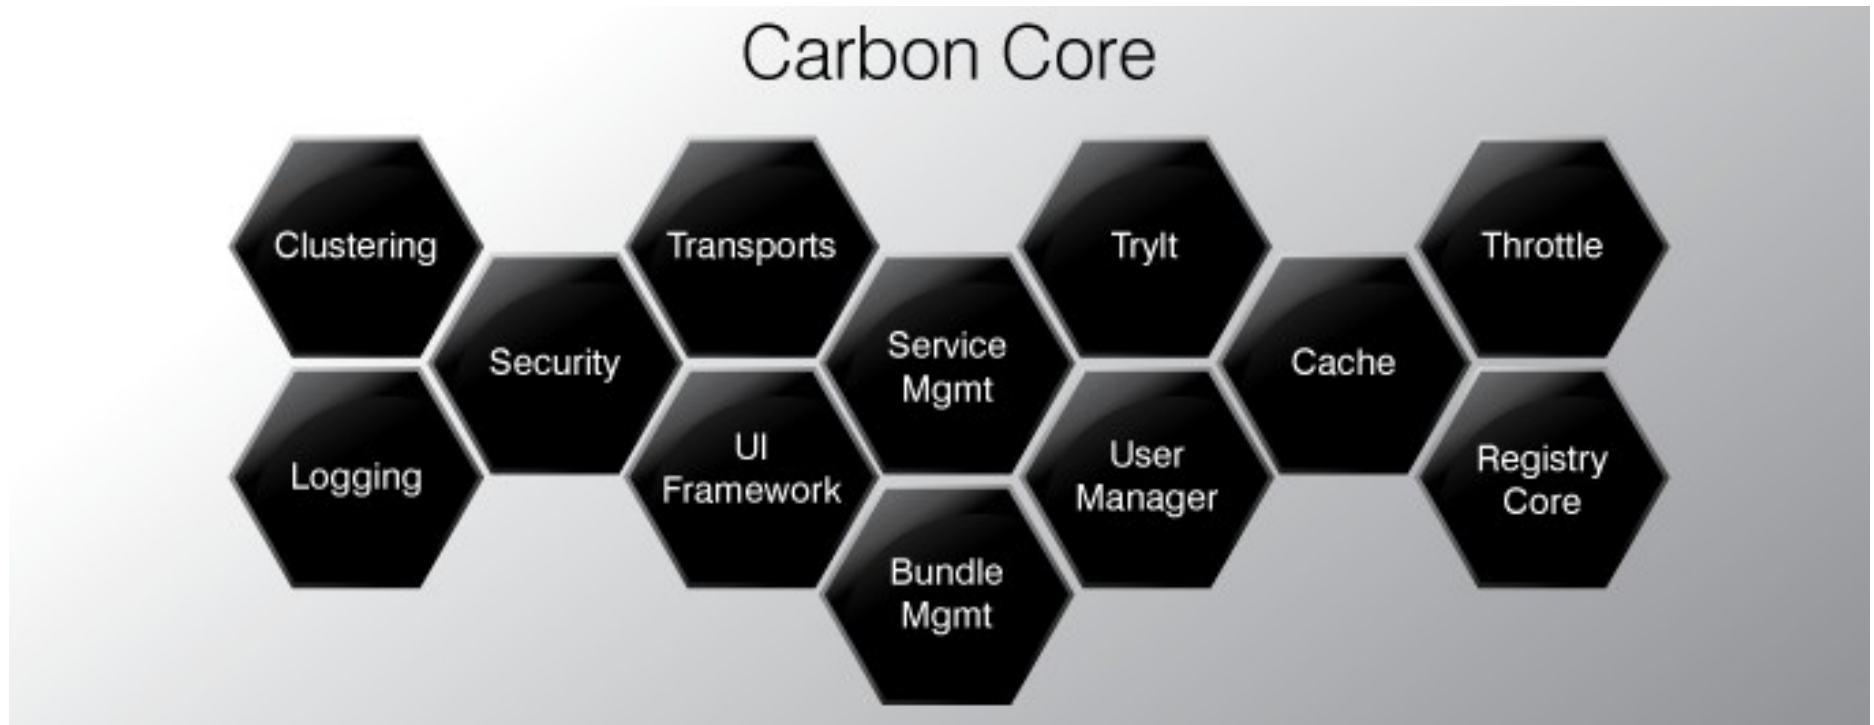 Carbon Core
Clustering
Transports
TryIt
Throttle
Security
Service
Mgmt
Cache
Logging
UI
Framework
User
Manager
Registry
Core
Bundle
Mgmt